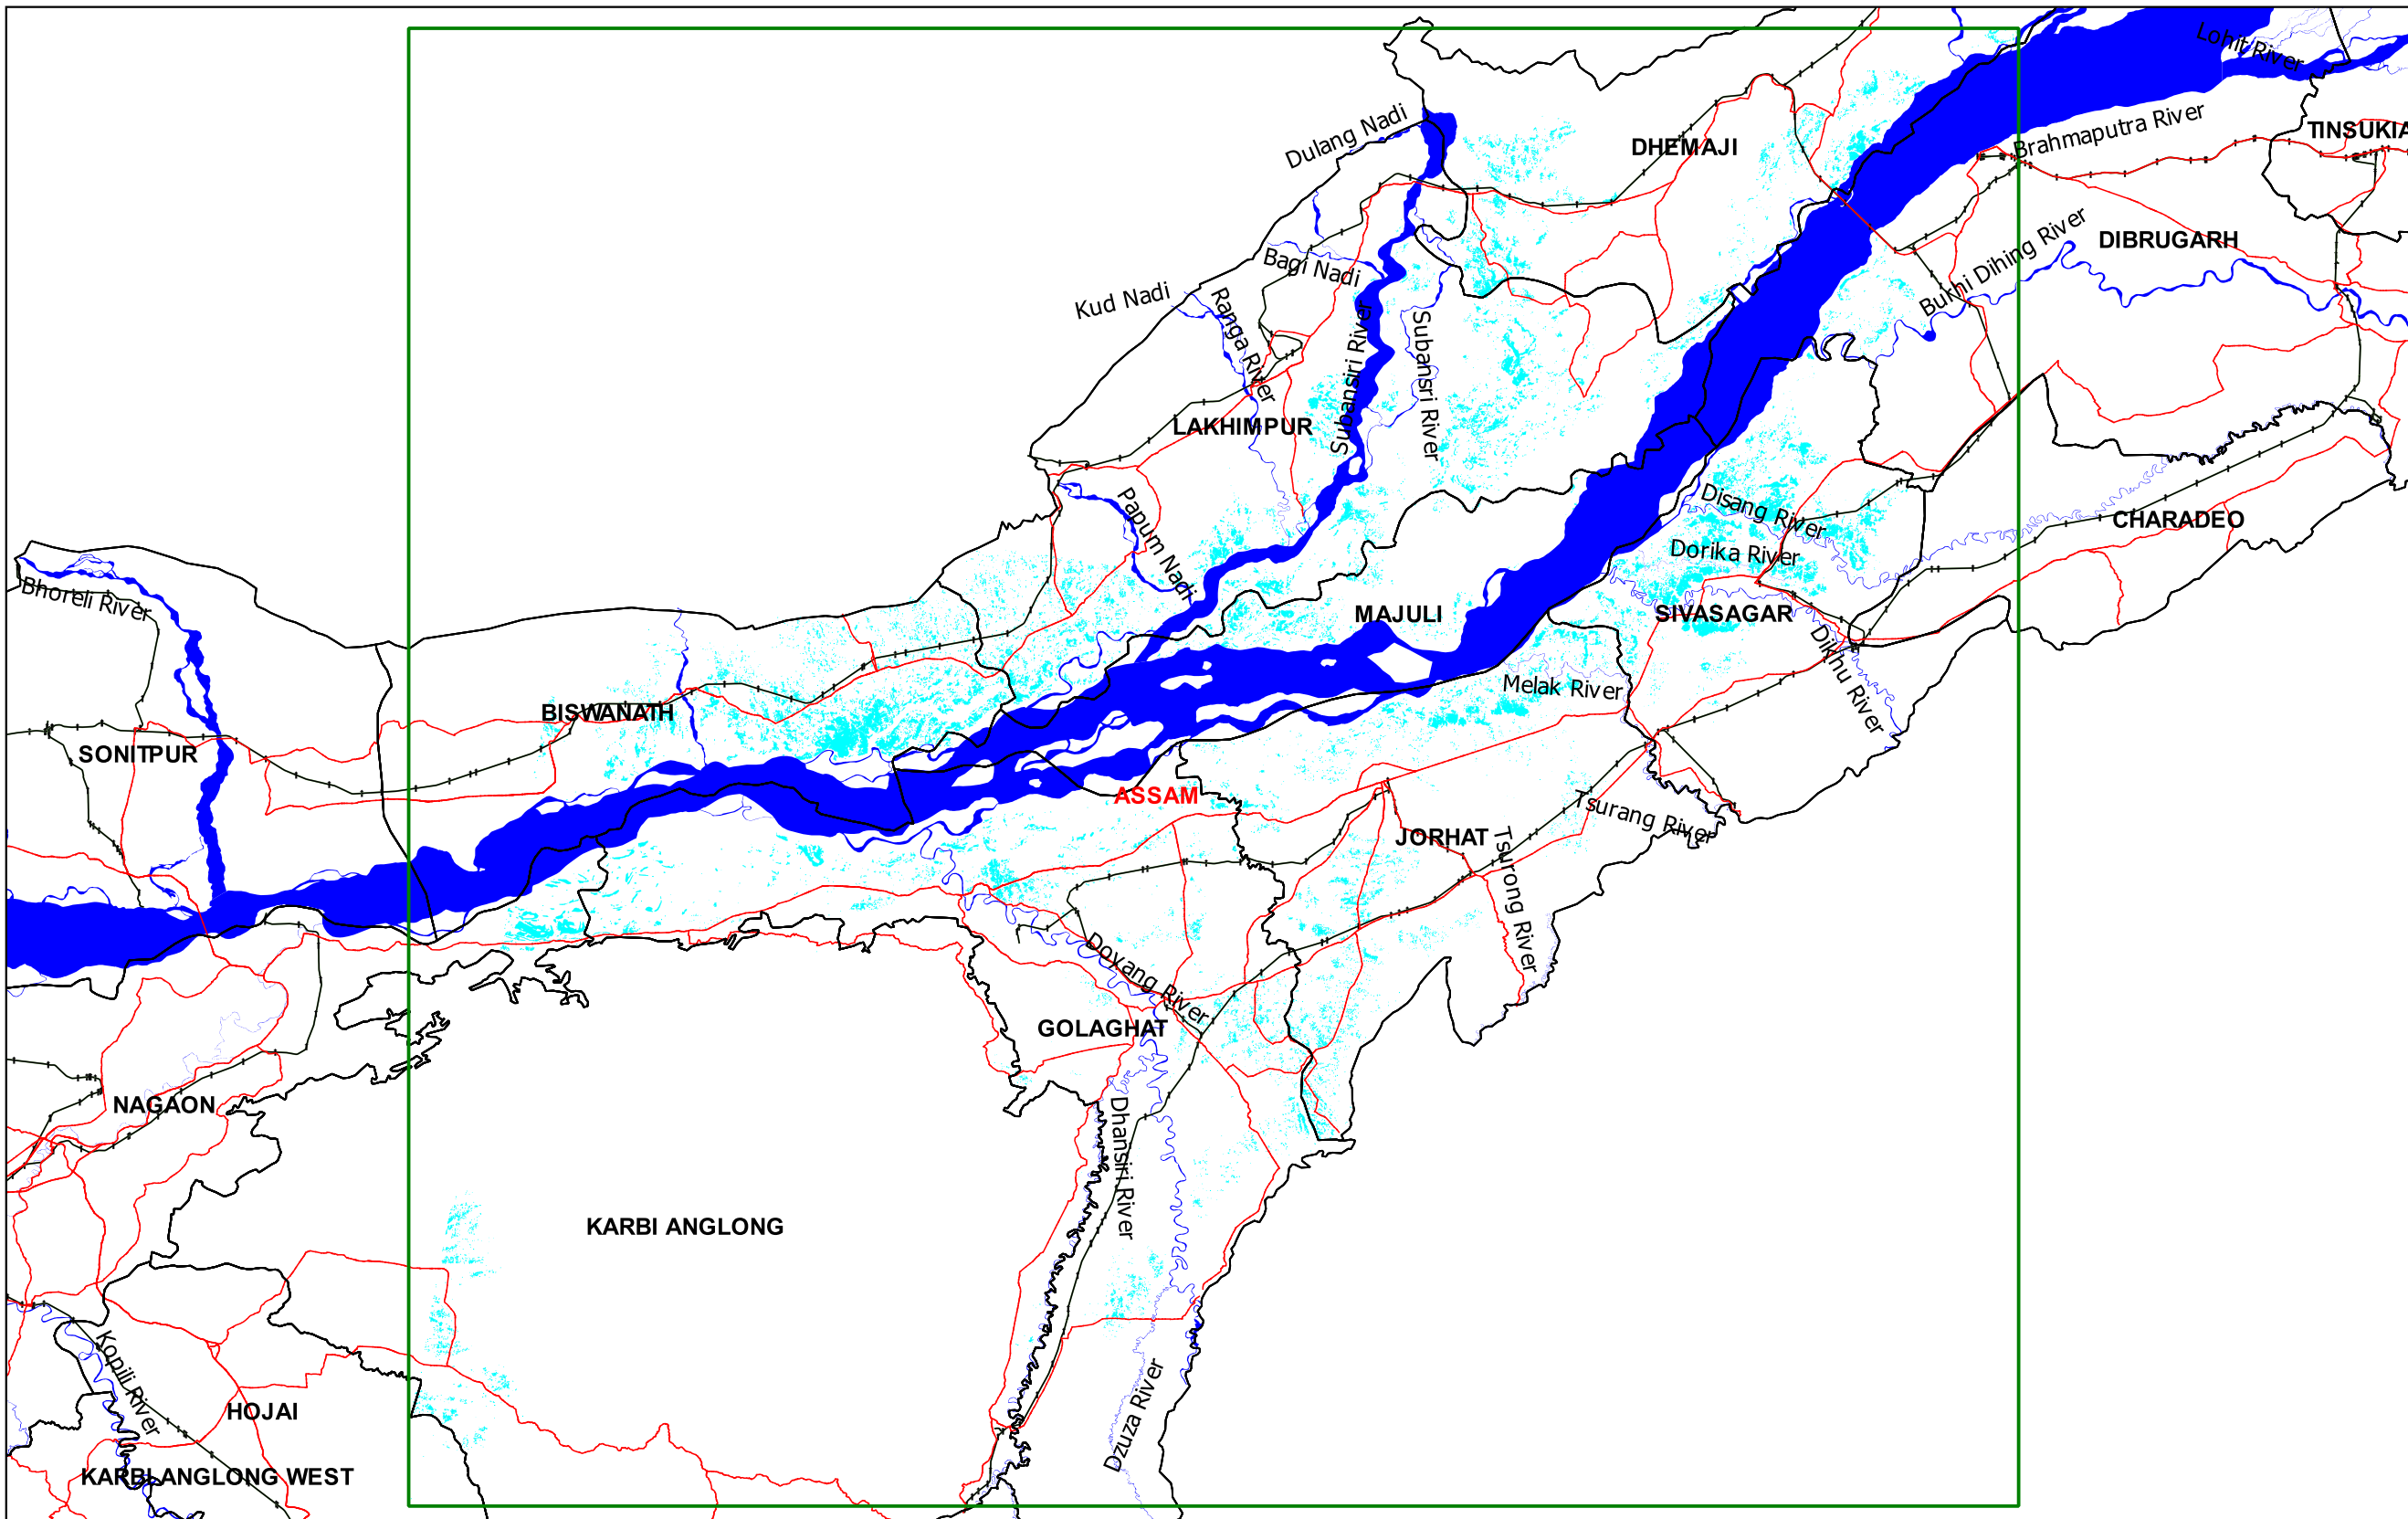 Lohit River
Dulang Nadi
DHEMAJI
Brahmaputra River
TINSUKIA
Bagi Nadi
Kud Nadi
Ranga River
Bukhi Dihing River
DIBRUGARH
Subansiri River
Subansri River
LAKHIMPUR
Papum Nadi
Disang River
Dorika River
CHARADEO
Bhoreli River
MAJULI
SIVASAGAR
Dikhu River
Melak River
BISWANATH
SONITPUR
ASSAM
JORHAT
Tsurang River
Tsurong River
Doyang River
GOLAGHAT
NAGAON
Dhansiri River
KARBI ANGLONG
Kopili River
HOJAI
Dzuza River
KARBI ANGLONG WEST